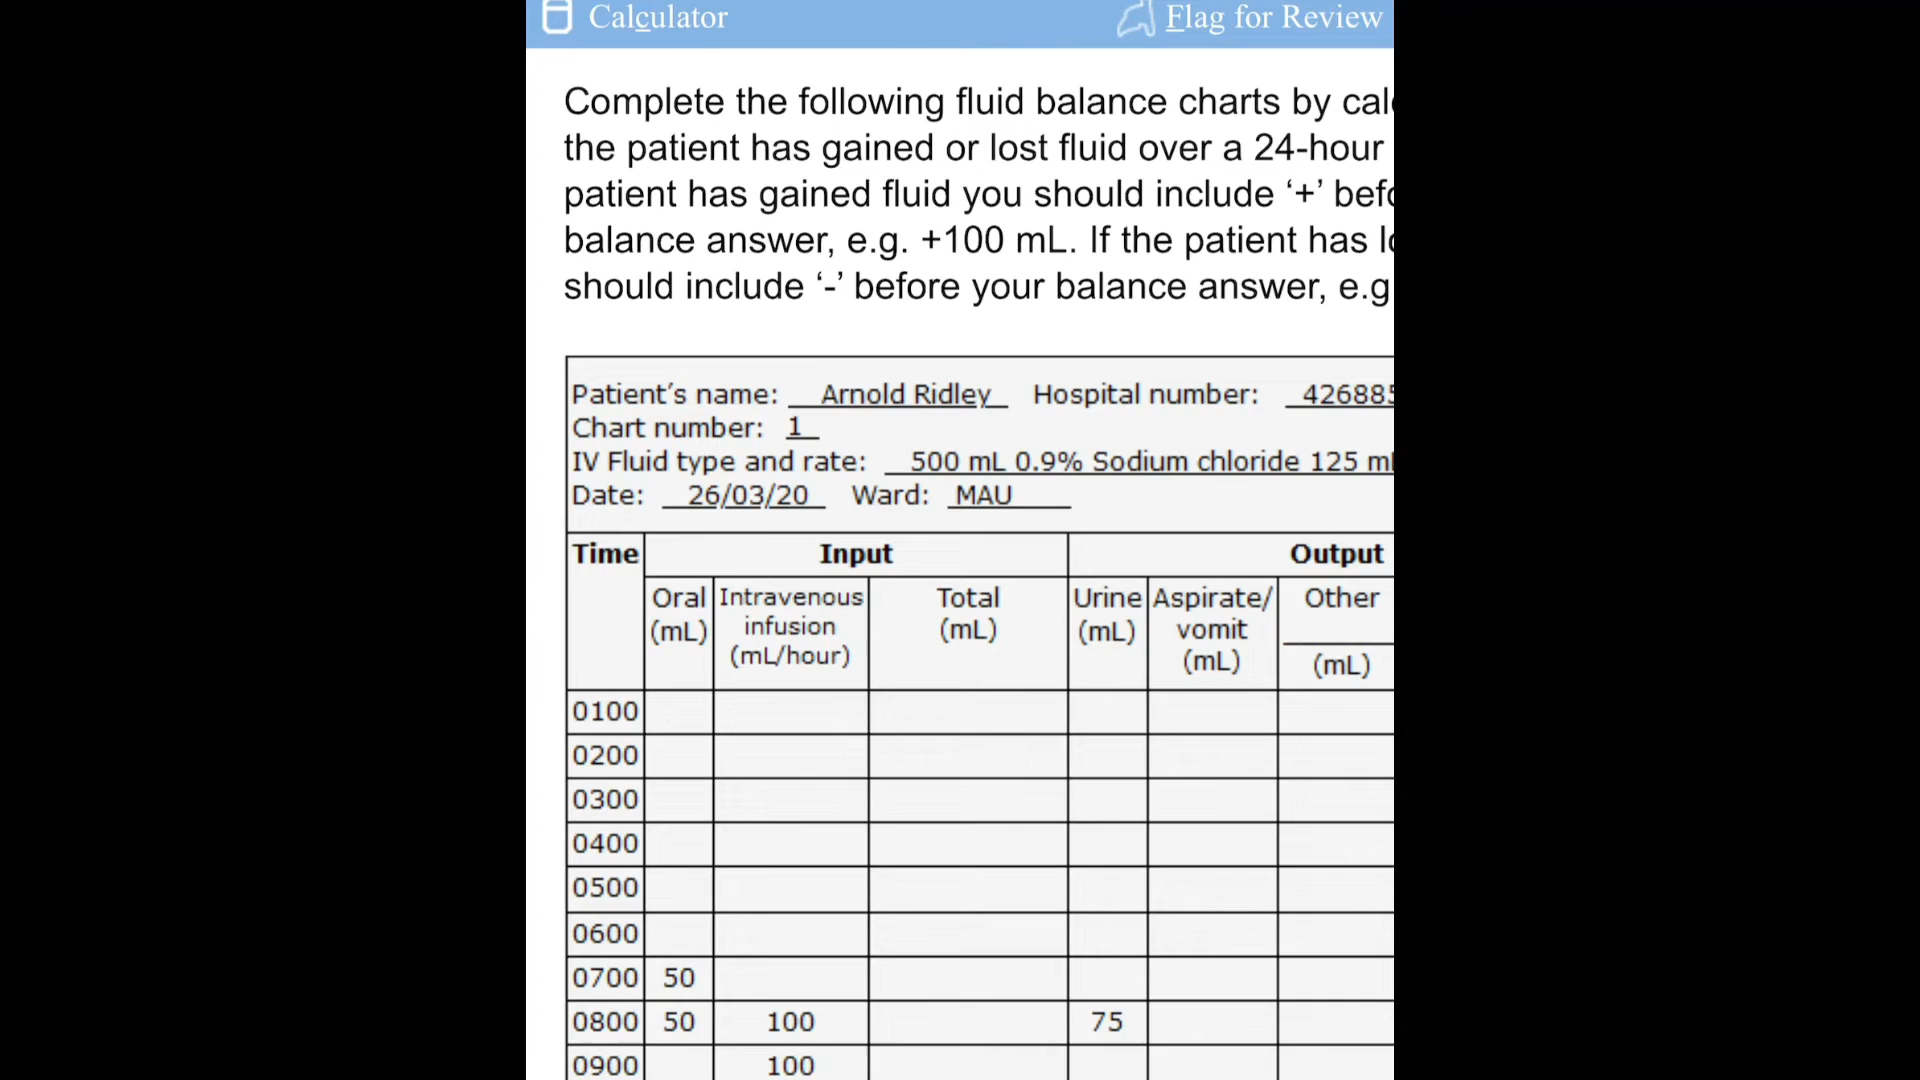 Calculator Flag for Review
Complete the following fluid balance charts by
the patient has gained or lost fluid over a 24-hour
patient has gained fluid you should include ‘+’
balance answer, e.g. +100 mL. If the patient has
should include ‘-’ before your balance answer, e.g
Patient’s name: Arnold Ridley Hospital number: 426885
Chart number: 1
IV Fluid type and rate: 500 mL 0.9% Sodium chloride 125
Date: 26/03/20 Ward: MAU
Time Input Output
Oral Intravenous Total Urine Aspirate/ Other
(mL) infusion (mL) (mL) vomit
(mL/hour) (mL) (mL)
0100
0200
0300
0400
0500
0600
0700 50
0800 50 100 75
0900 100